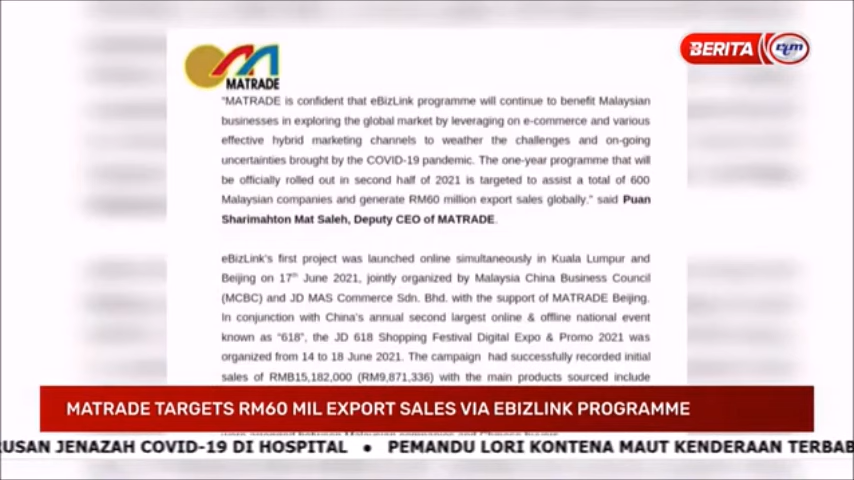 BERITA rtm
MATRADE
"MATRADE is confident that eBizLink programme will continue to benefit Malaysian
businesses in exploring the global market by leveraging on e-commerce and various
effective hybrid marketing channels to weather the challenges and on-going
uncertainties brought by the COVID-19 pandemic. The one-year programme that will
be officially rolled out in second half of 2021 is targeted to assist a total of 600
Malaysian companies and generate RM60 million export sales globally." said Puan
Sharimahton Mat Saleh, Deputy CEO of MATRADE.
eBizLink's first project was launched online simultaneously in Kuala Lumpur and
Beijing on 17th June 2021, jointly organized by Malaysia China Business Council
(MCBC) and JD MAS Commerce Sdn. Bhd. with the support of MATRADE Beijing.
In conjunction with China's annual second largest online & offline national event
known as "618", the JD 618 Shopping Festival Digital Expo & Promo 2021 was
organized from 14 to 18 June 2021. The campaign had successfully recorded initial
sales of RMB15,182,000 (RM9,871,336) with the main products sourced include
MATRADE TARGETS RM60 MIL EXPORT SALES VIA EBIZLINK PROGRAMME
RUSAN JENAZAH COVID-19 DI HOSPITAL ● PEMANDU LORI KONTENA MAUT KENDERAAN TERBAB